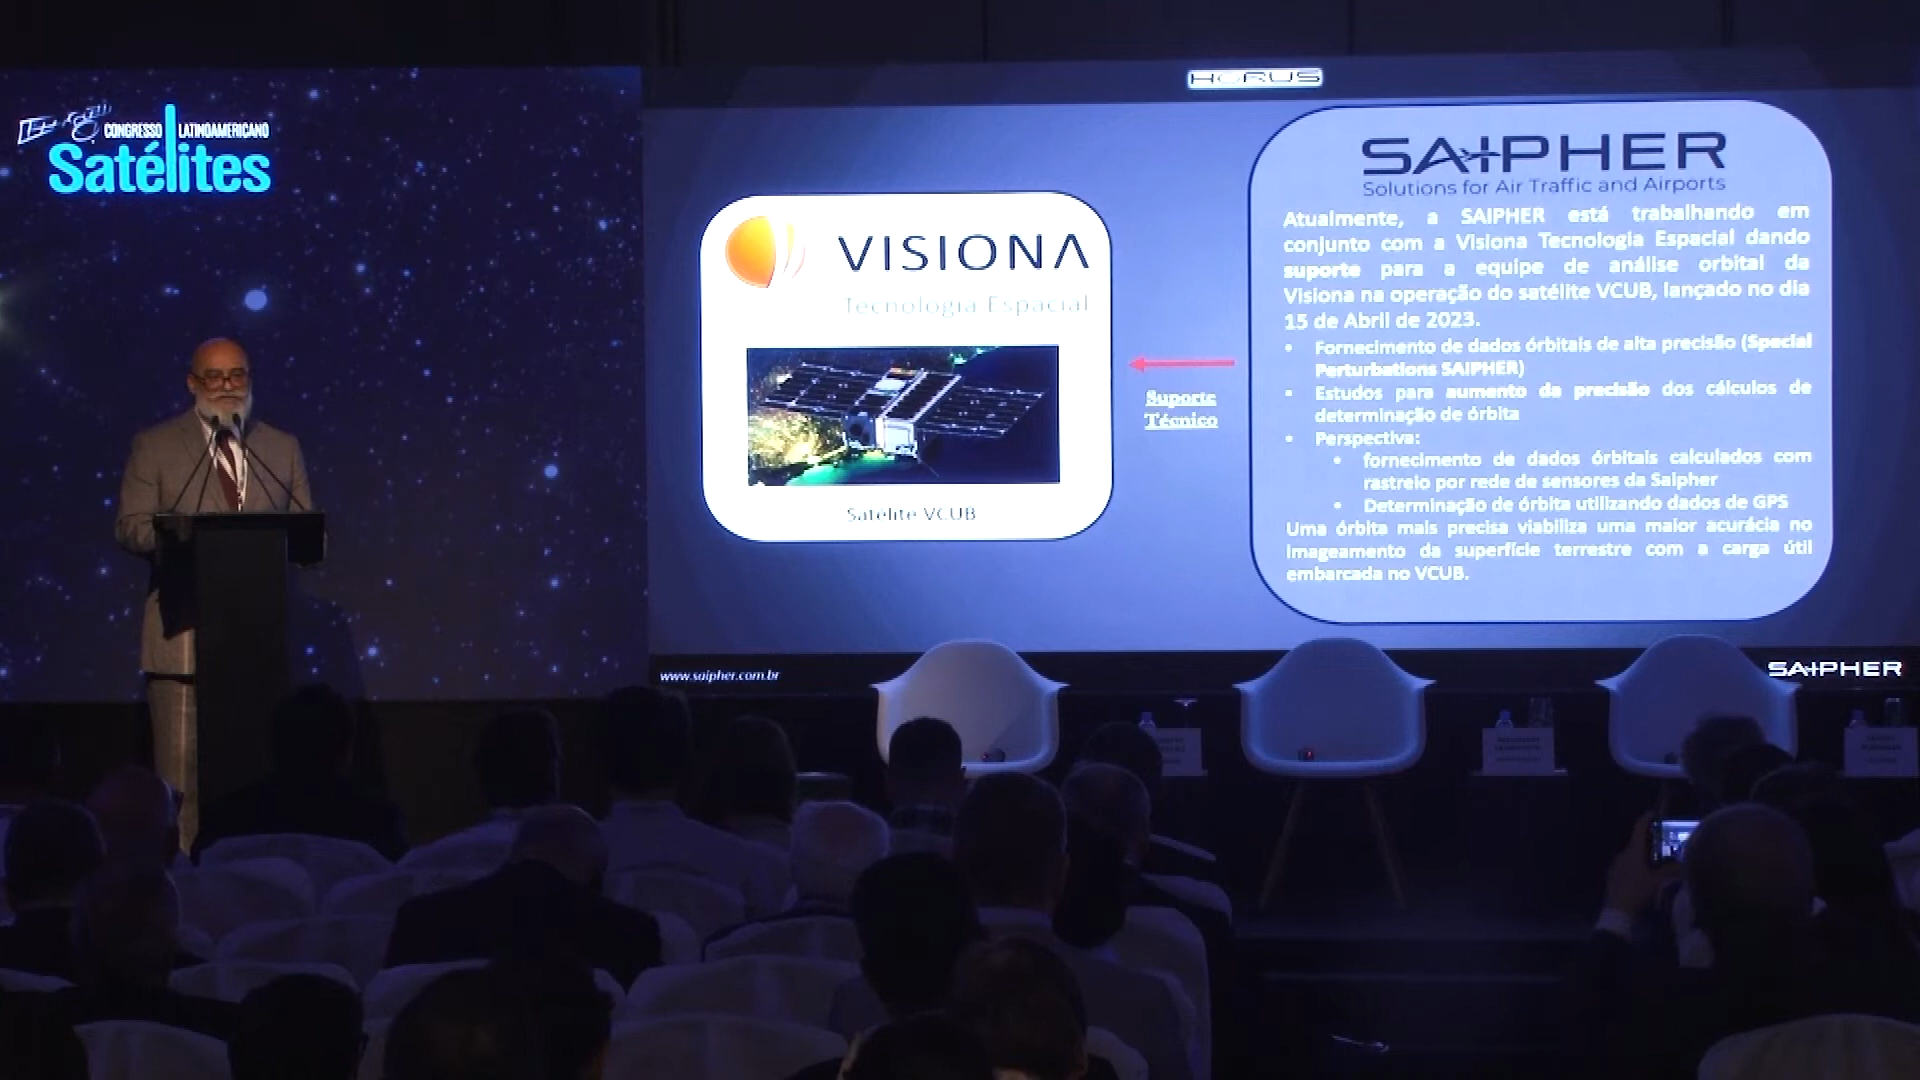 CONGRESSO LATINOAMERICANO
Satélites
HORUS
VISIONA
Tecnologia Espacial
Satélite VCUB
Suporte
Técnico
SAIPHER
Solutions for Air Traffic and Airports
Atualmente, a SAIPHER está trabalhando em
conjunto com a Visiona Tecnologia Espacial dando
suporte para a equipe de análise orbital da
Visiona na operação do satélite VCUB, lançado no dia
15 de Abril de 2023.
• Fornecimento de dados órbitais de alta precisão (Special
Perturbations SAIPHER)
• Estudos para aumento da precisão dos cálculos de
determinação de órbita
• Perspectiva:
• fornecimento de dados órbitais calculados com
rastreio por rede de sensores da Saipher
• Determinação de órbita utilizando dados de GPS
Uma órbita mais precisa viabiliza uma maior acurácia no
imageamento da superfície terrestre com a carga útil
embarcada no VCUB.
www.saipher.com.br
SAIPHER